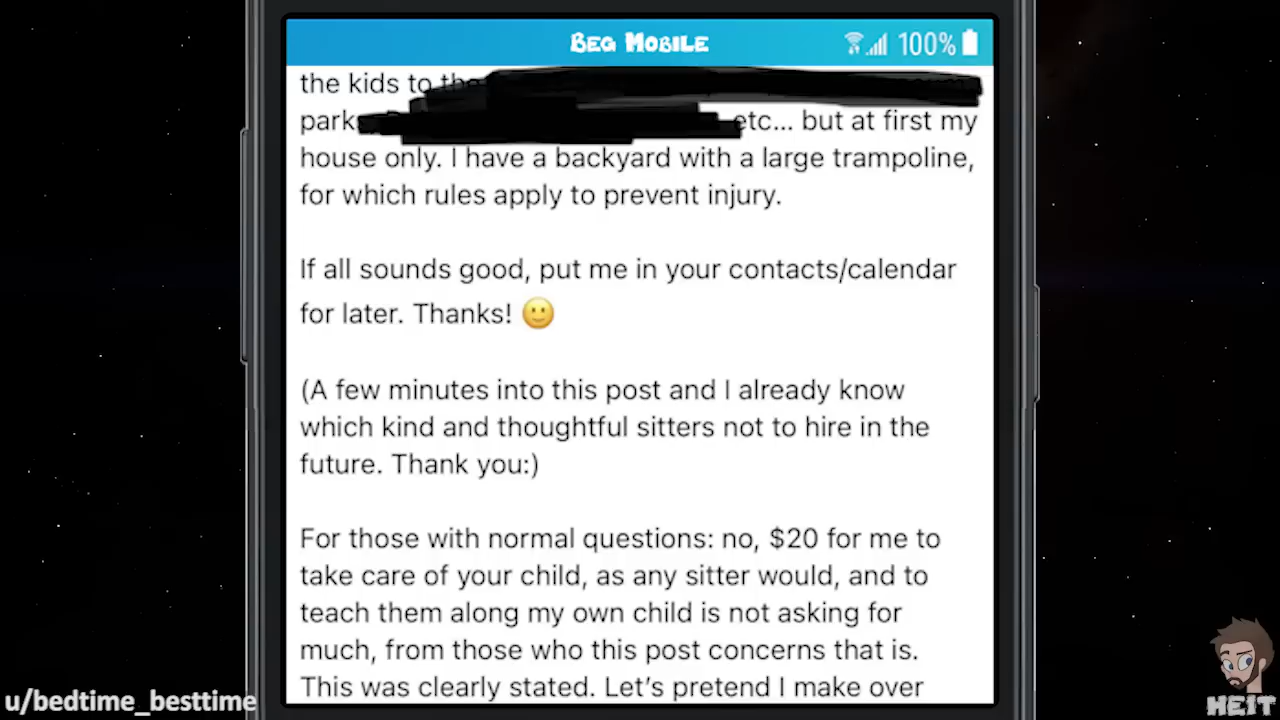 BEG MOBILE
100%
the kids to the
park etc... but at first my
house only. I have a backyard with a large trampoline,
for which rules apply to prevent injury.
If all sounds good, put me in your contacts/calendar
for later. Thanks! 🙂
(A few minutes into this post and I already know
which kind and thoughtful sitters not to hire in the
future. Thank you:)
For those with normal questions: no, $20 for me to
take care of your child, as any sitter would, and to
teach them along my own child is not asking for
much, from those who this post concerns that is.
This was clearly stated. Let's pretend I make over
u/bedtime_besttime
HEIT